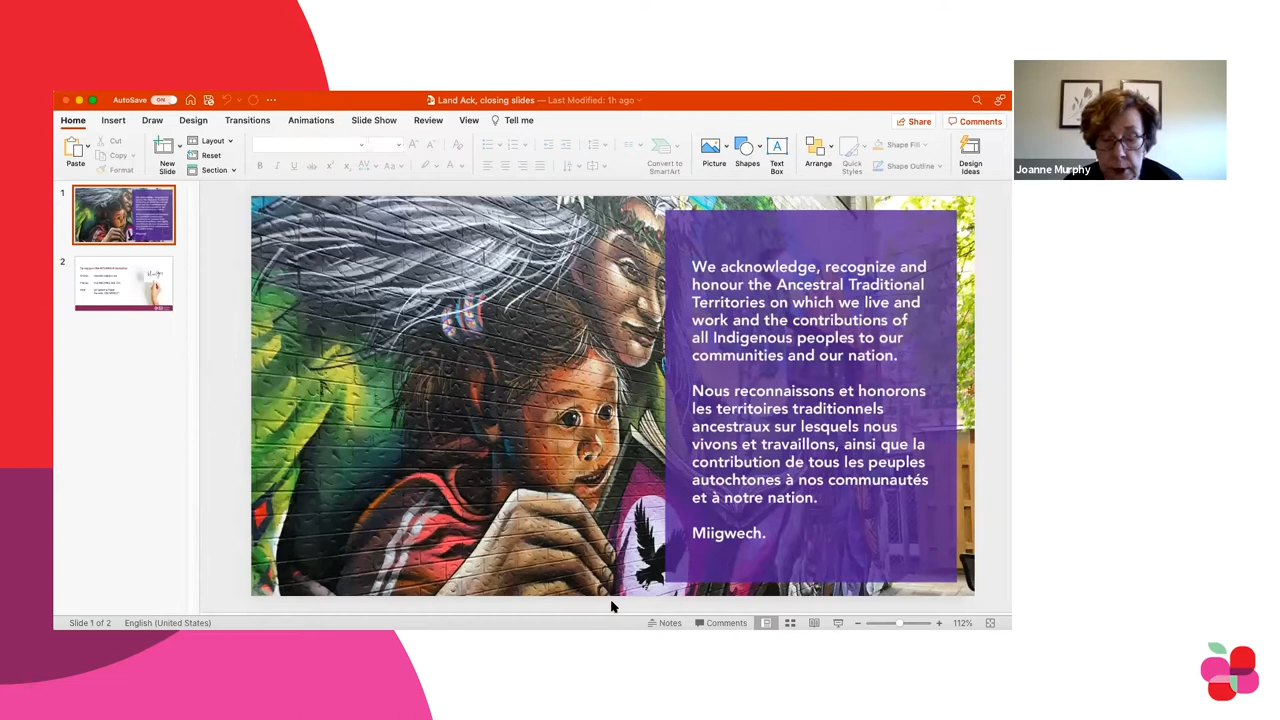 AutoSave ON
Land Ack, closing slides — Last Modified: 1h ago
Home Insert Draw Design Transitions Animations Slide Show Review View Tell me
Share Comments
Paste
Cut
Copy
Format
New Slide
Layout
Reset
Section
Convert to SmartArt
Picture
Shapes
Text Box
Arrange
Quick Styles
Shape Fill
Shape Outline
Design Ideas
Joanne Murphy
1
2
We acknowledge, recognize and
honour the Ancestral Traditional
Territories on which we live and
work and the contributions of
all Indigenous peoples to our
communities and our nation.
Nous reconnaissons et honorons
les territoires traditionnels
ancestraux sur lesquels nous
vivons et travaillons, ainsi que la
contribution de tous les peuples
autochtones à nos communautés
et à notre nation.
Miigwech.
Slide 1 of 2 English (United States) Notes Comments 112%